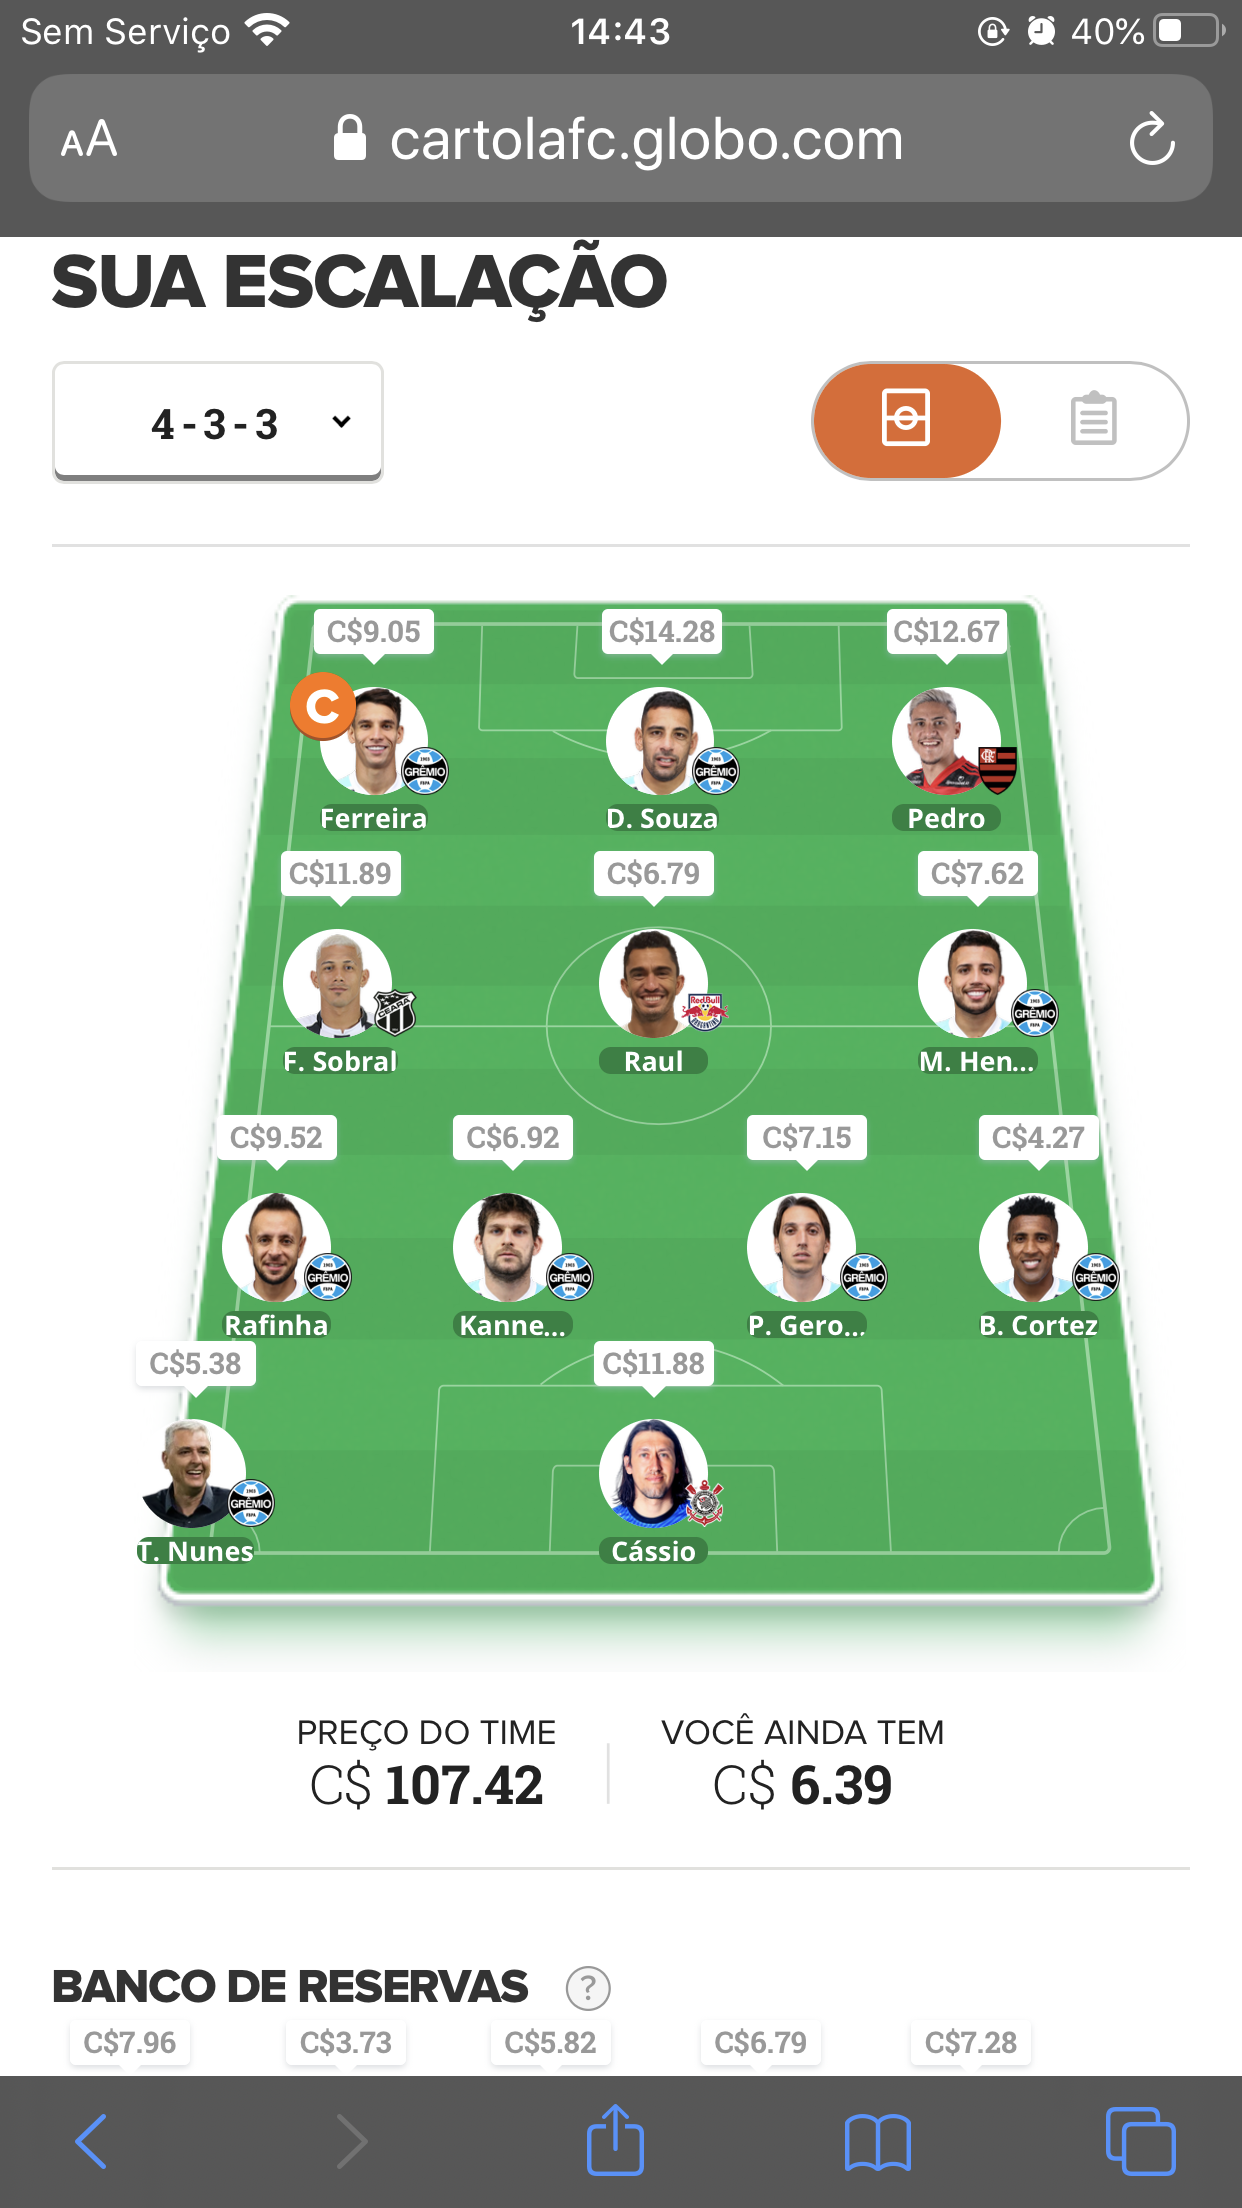 Sem Serviço 14:43 40%
AA cartolafc.globo.com
SUA ESCALAÇÃO
4-3-3
C$9.05 C$14.28 C$12.67
C
GRÊMIO GRÊMIO
Ferreira D. Souza Pedro
C$11.89 C$6.79 C$7.62
CEARÁ RedBull GRÊMIO
F. Sobral Raul M. Hen...
C$9.52 C$6.92 C$7.15 C$4.27
GRÊMIO GRÊMIO GRÊMIO GRÊMIO
Rafinha Kanne... P. Gero... B. Cortez
C$5.38 C$11.88
GRÊMIO
T. Nunes Cássio
PREÇO DO TIME VOCÊ AINDA TEM
C$ 107.42 C$ 6.39
BANCO DE RESERVAS ?
C$7.96 C$3.73 C$5.82 C$6.79 C$7.28